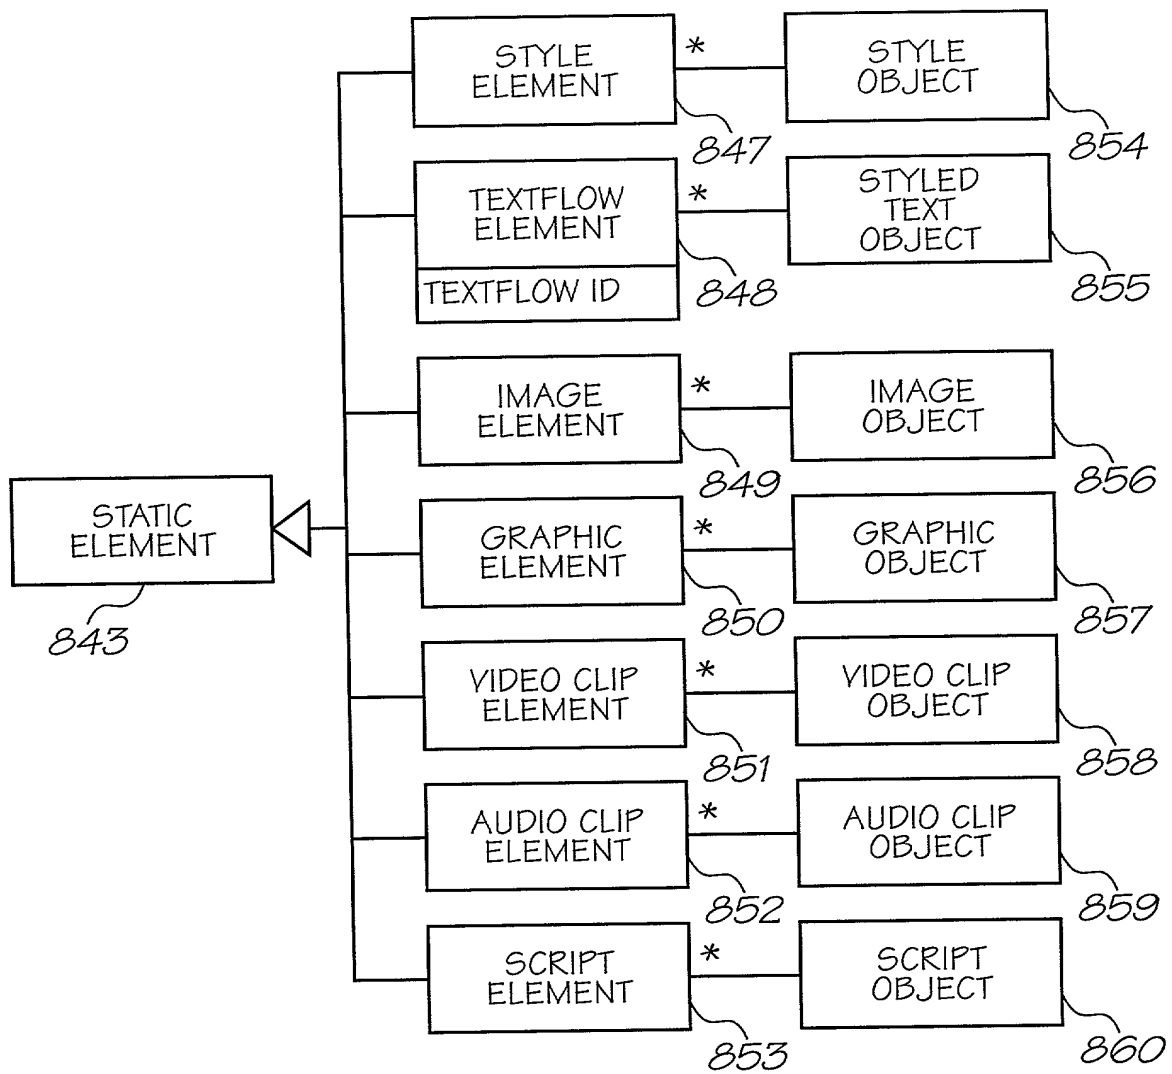 STYLE
ELEMENT
*
847
STYLE
OBJECT
854
TEXTFLOW
ELEMENT
TEXTFLOW ID
*
848
STYLED
TEXT
OBJECT
855
IMAGE
ELEMENT
*
849
IMAGE
OBJECT
856
STATIC
ELEMENT
843
GRAPHIC
ELEMENT
*
850
GRAPHIC
OBJECT
857
VIDEO CLIP
ELEMENT
*
851
VIDEO CLIP
OBJECT
858
AUDIO CLIP
ELEMENT
*
852
AUDIO CLIP
OBJECT
859
SCRIPT
ELEMENT
*
853
SCRIPT
OBJECT
860